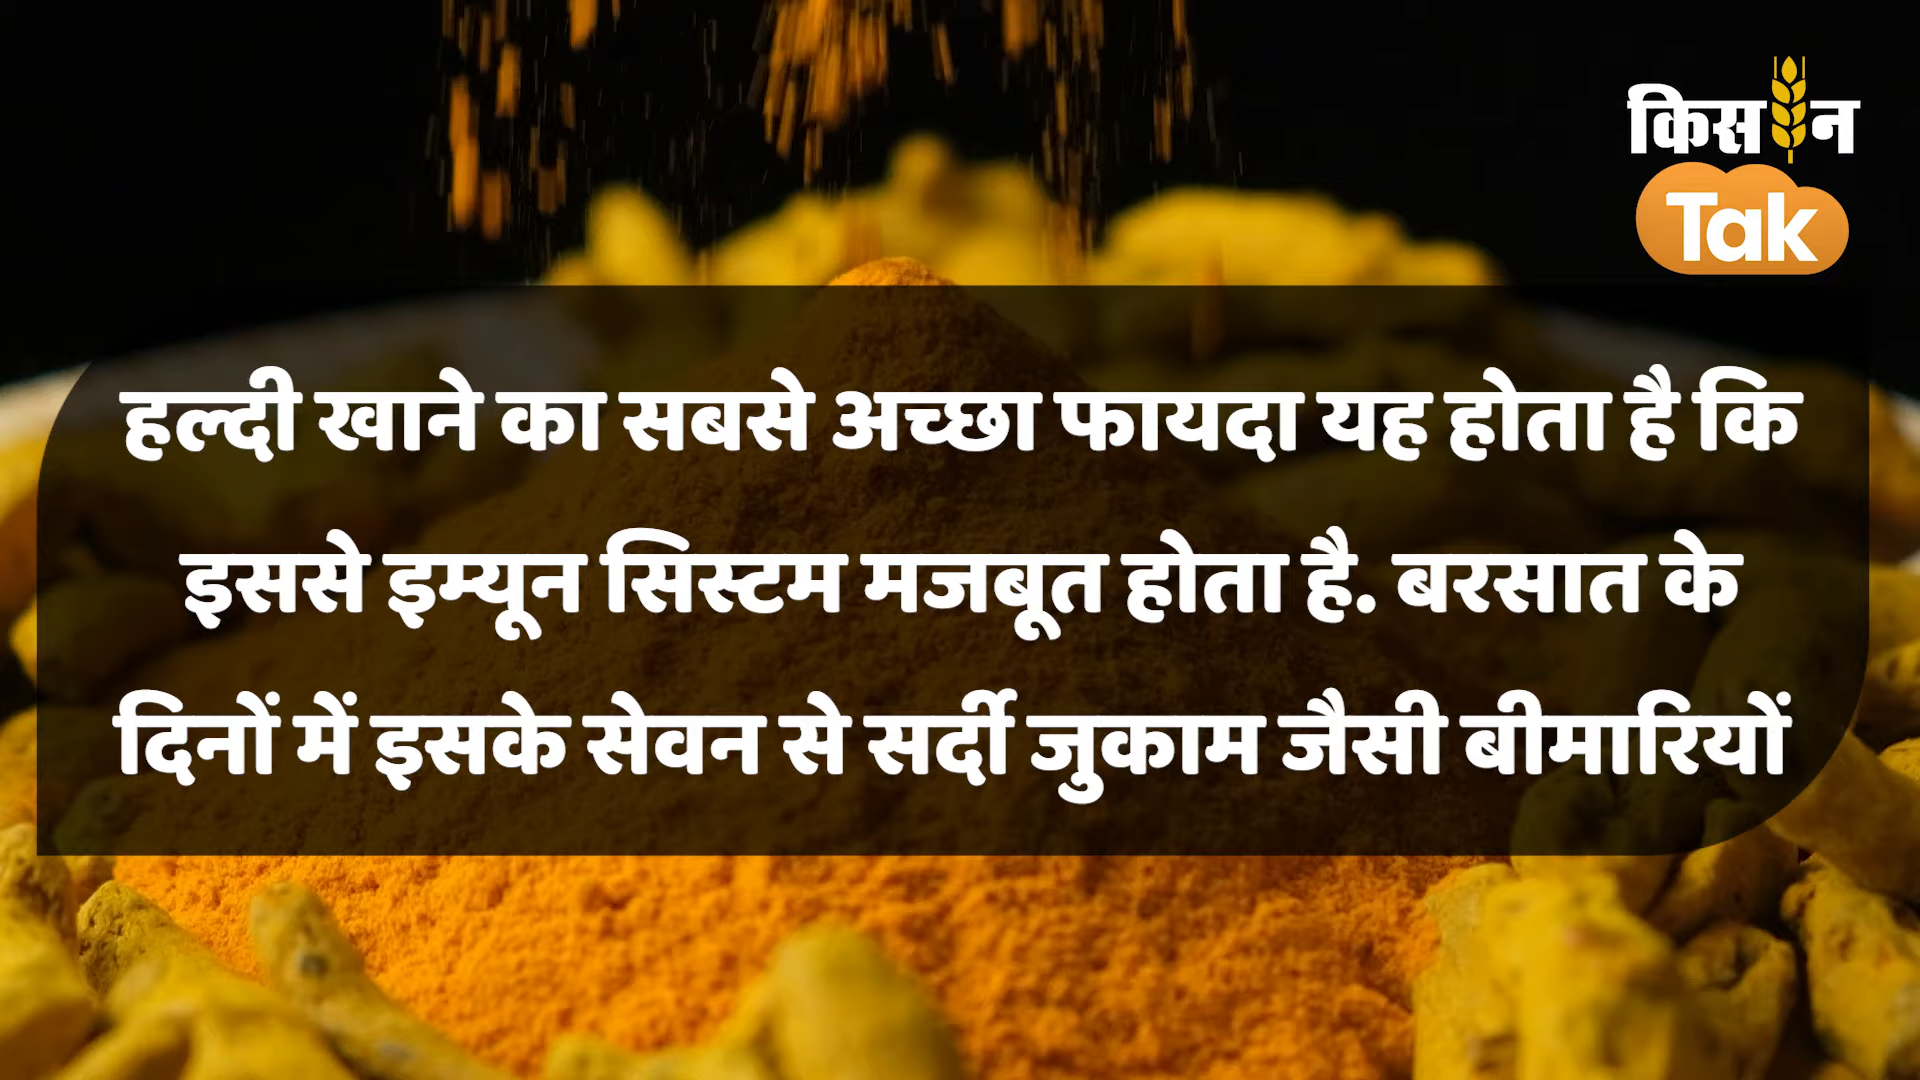 किसान
Tak
हल्दी खाने का सबसे अच्छा फायदा यह होता है कि
इससे इम्यून सिस्टम मजबूत होता है. बरसात के
दिनों में इसके सेवन से सर्दी जुकाम जैसी बीमारियों